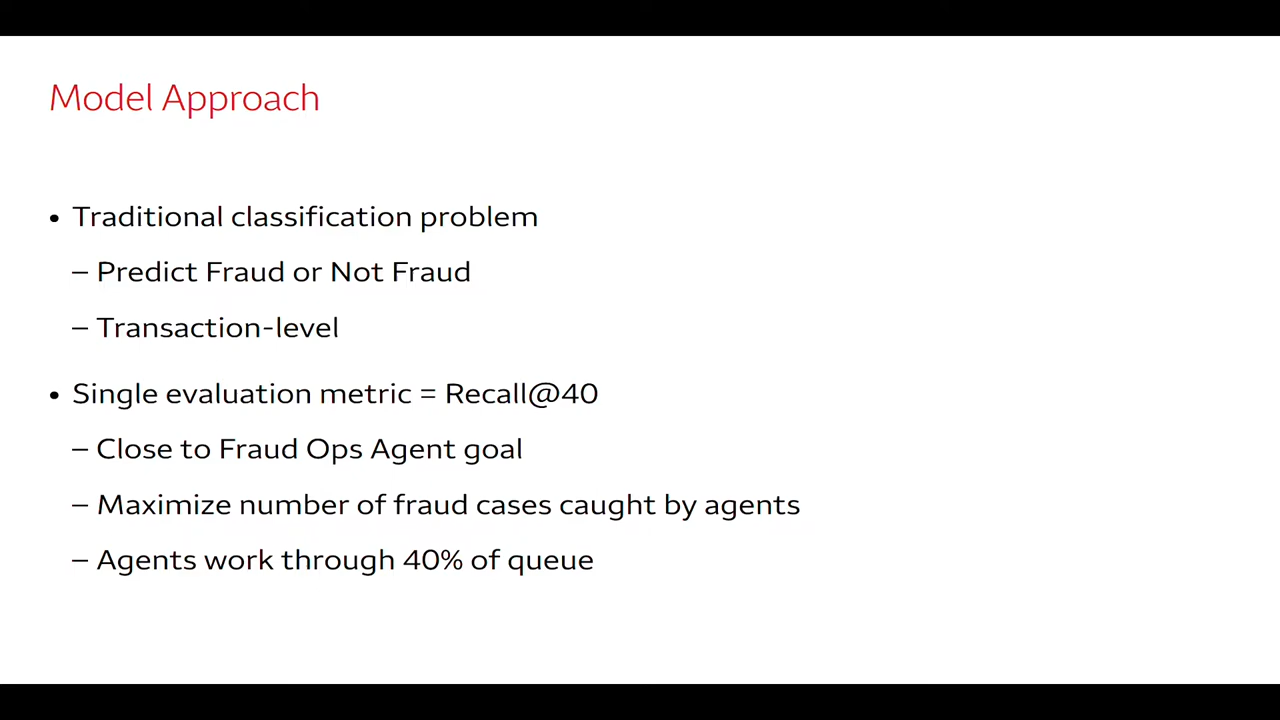 Model Approach
• Traditional classification problem
– Predict Fraud or Not Fraud
– Transaction-level
• Single evaluation metric = Recall@40
– Close to Fraud Ops Agent goal
– Maximize number of fraud cases caught by agents
– Agents work through 40% of queue